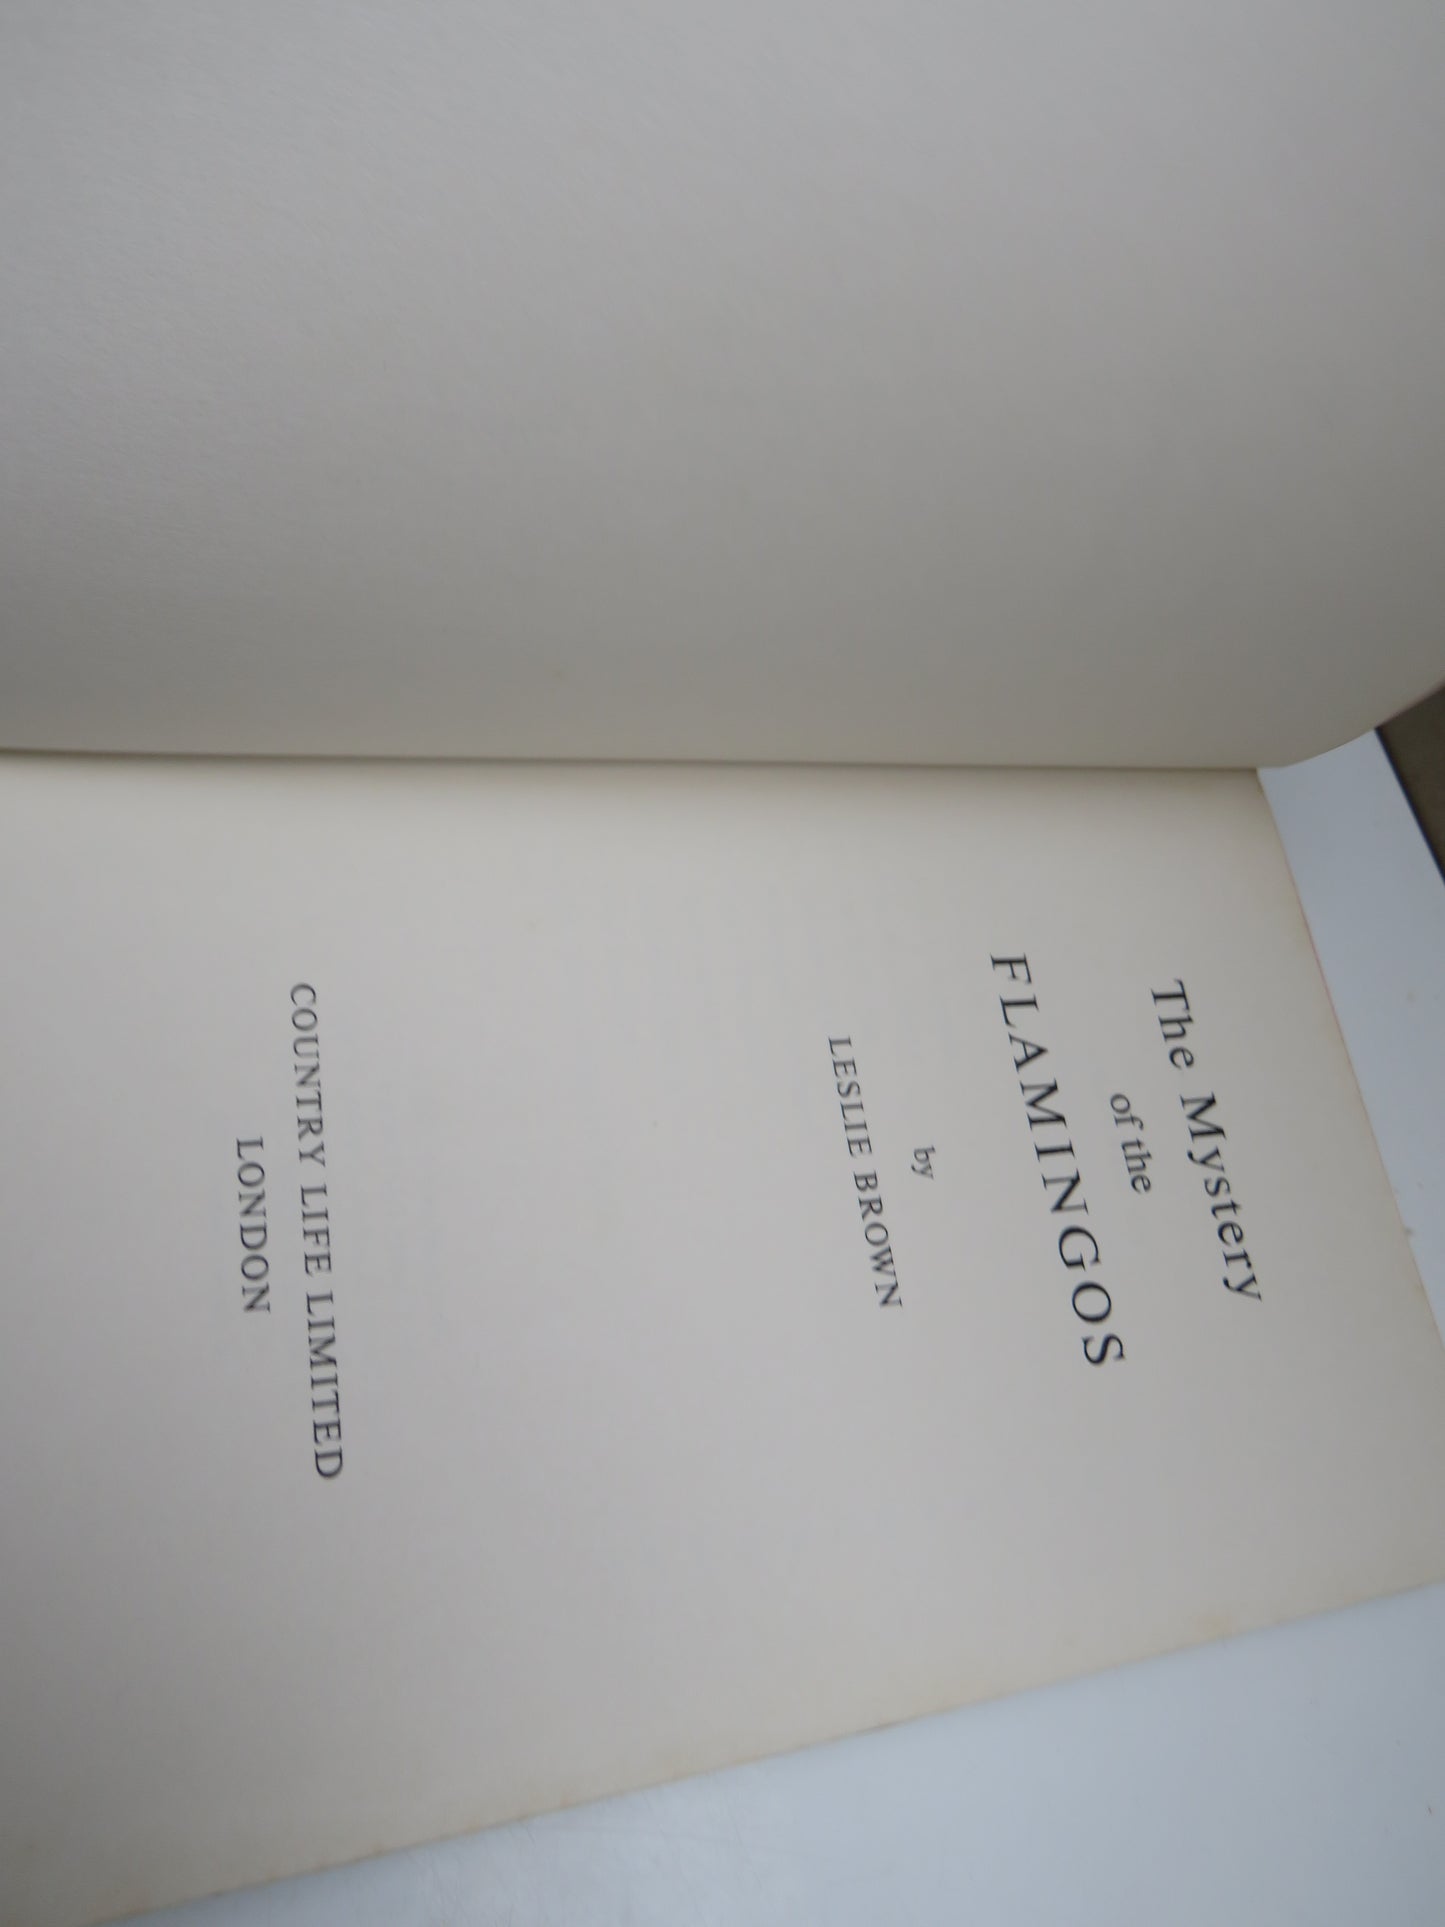 The Mystery
of the
FLAMINGOS
by
LESLIE BROWN
COUNTRY LIFE LIMITED
LONDON